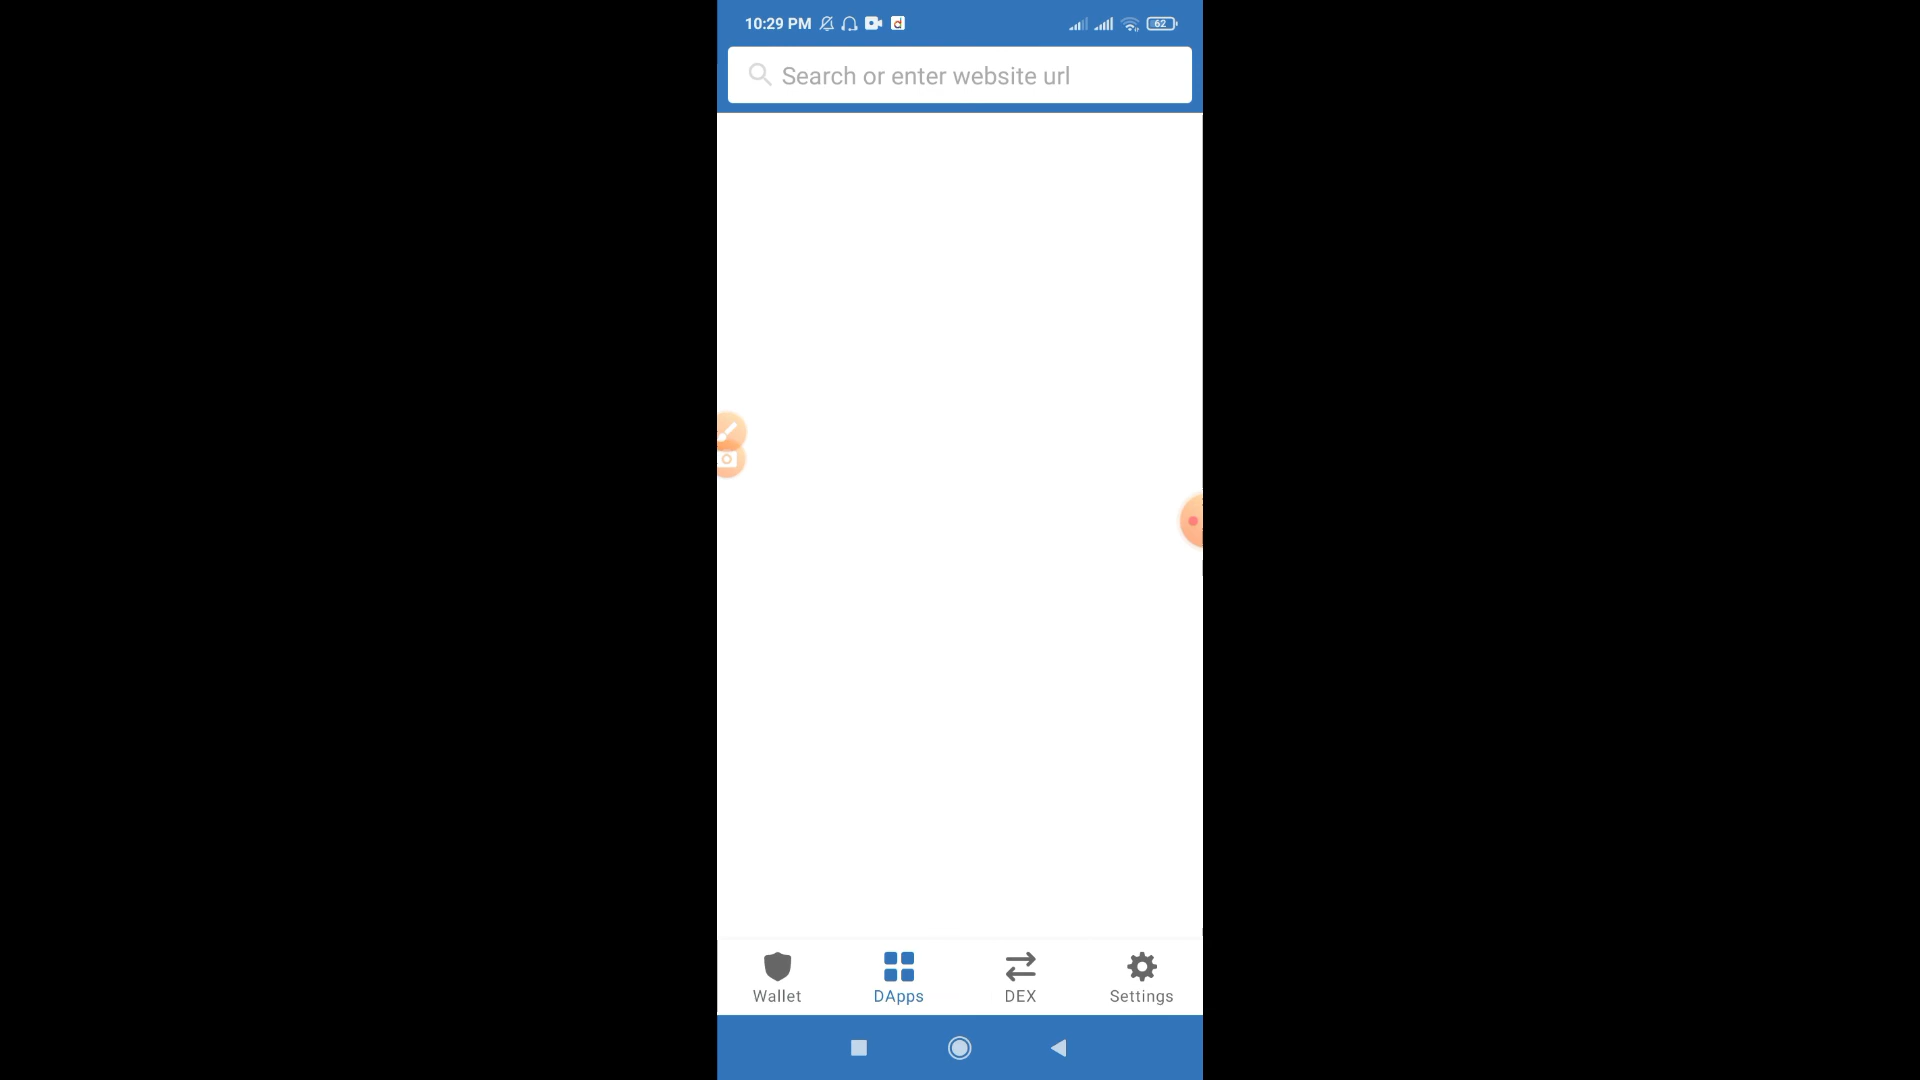 10:29 PM
62
Search or enter website url
Wallet
DApps
DEX
Settings